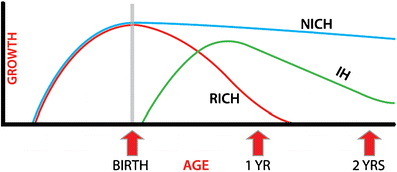 NICH
GROWTH
IH
RICH
BIRTH
AGE
1 YR
2 YRS